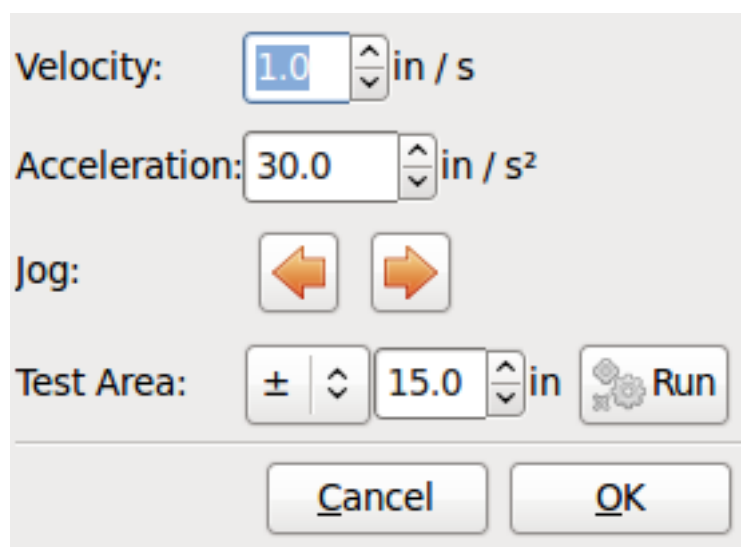 Velocity: 1.0 in / s
Acceleration: 30.0 in / s²
Jog:
Test Area: ± 15.0 in Run
Cancel OK